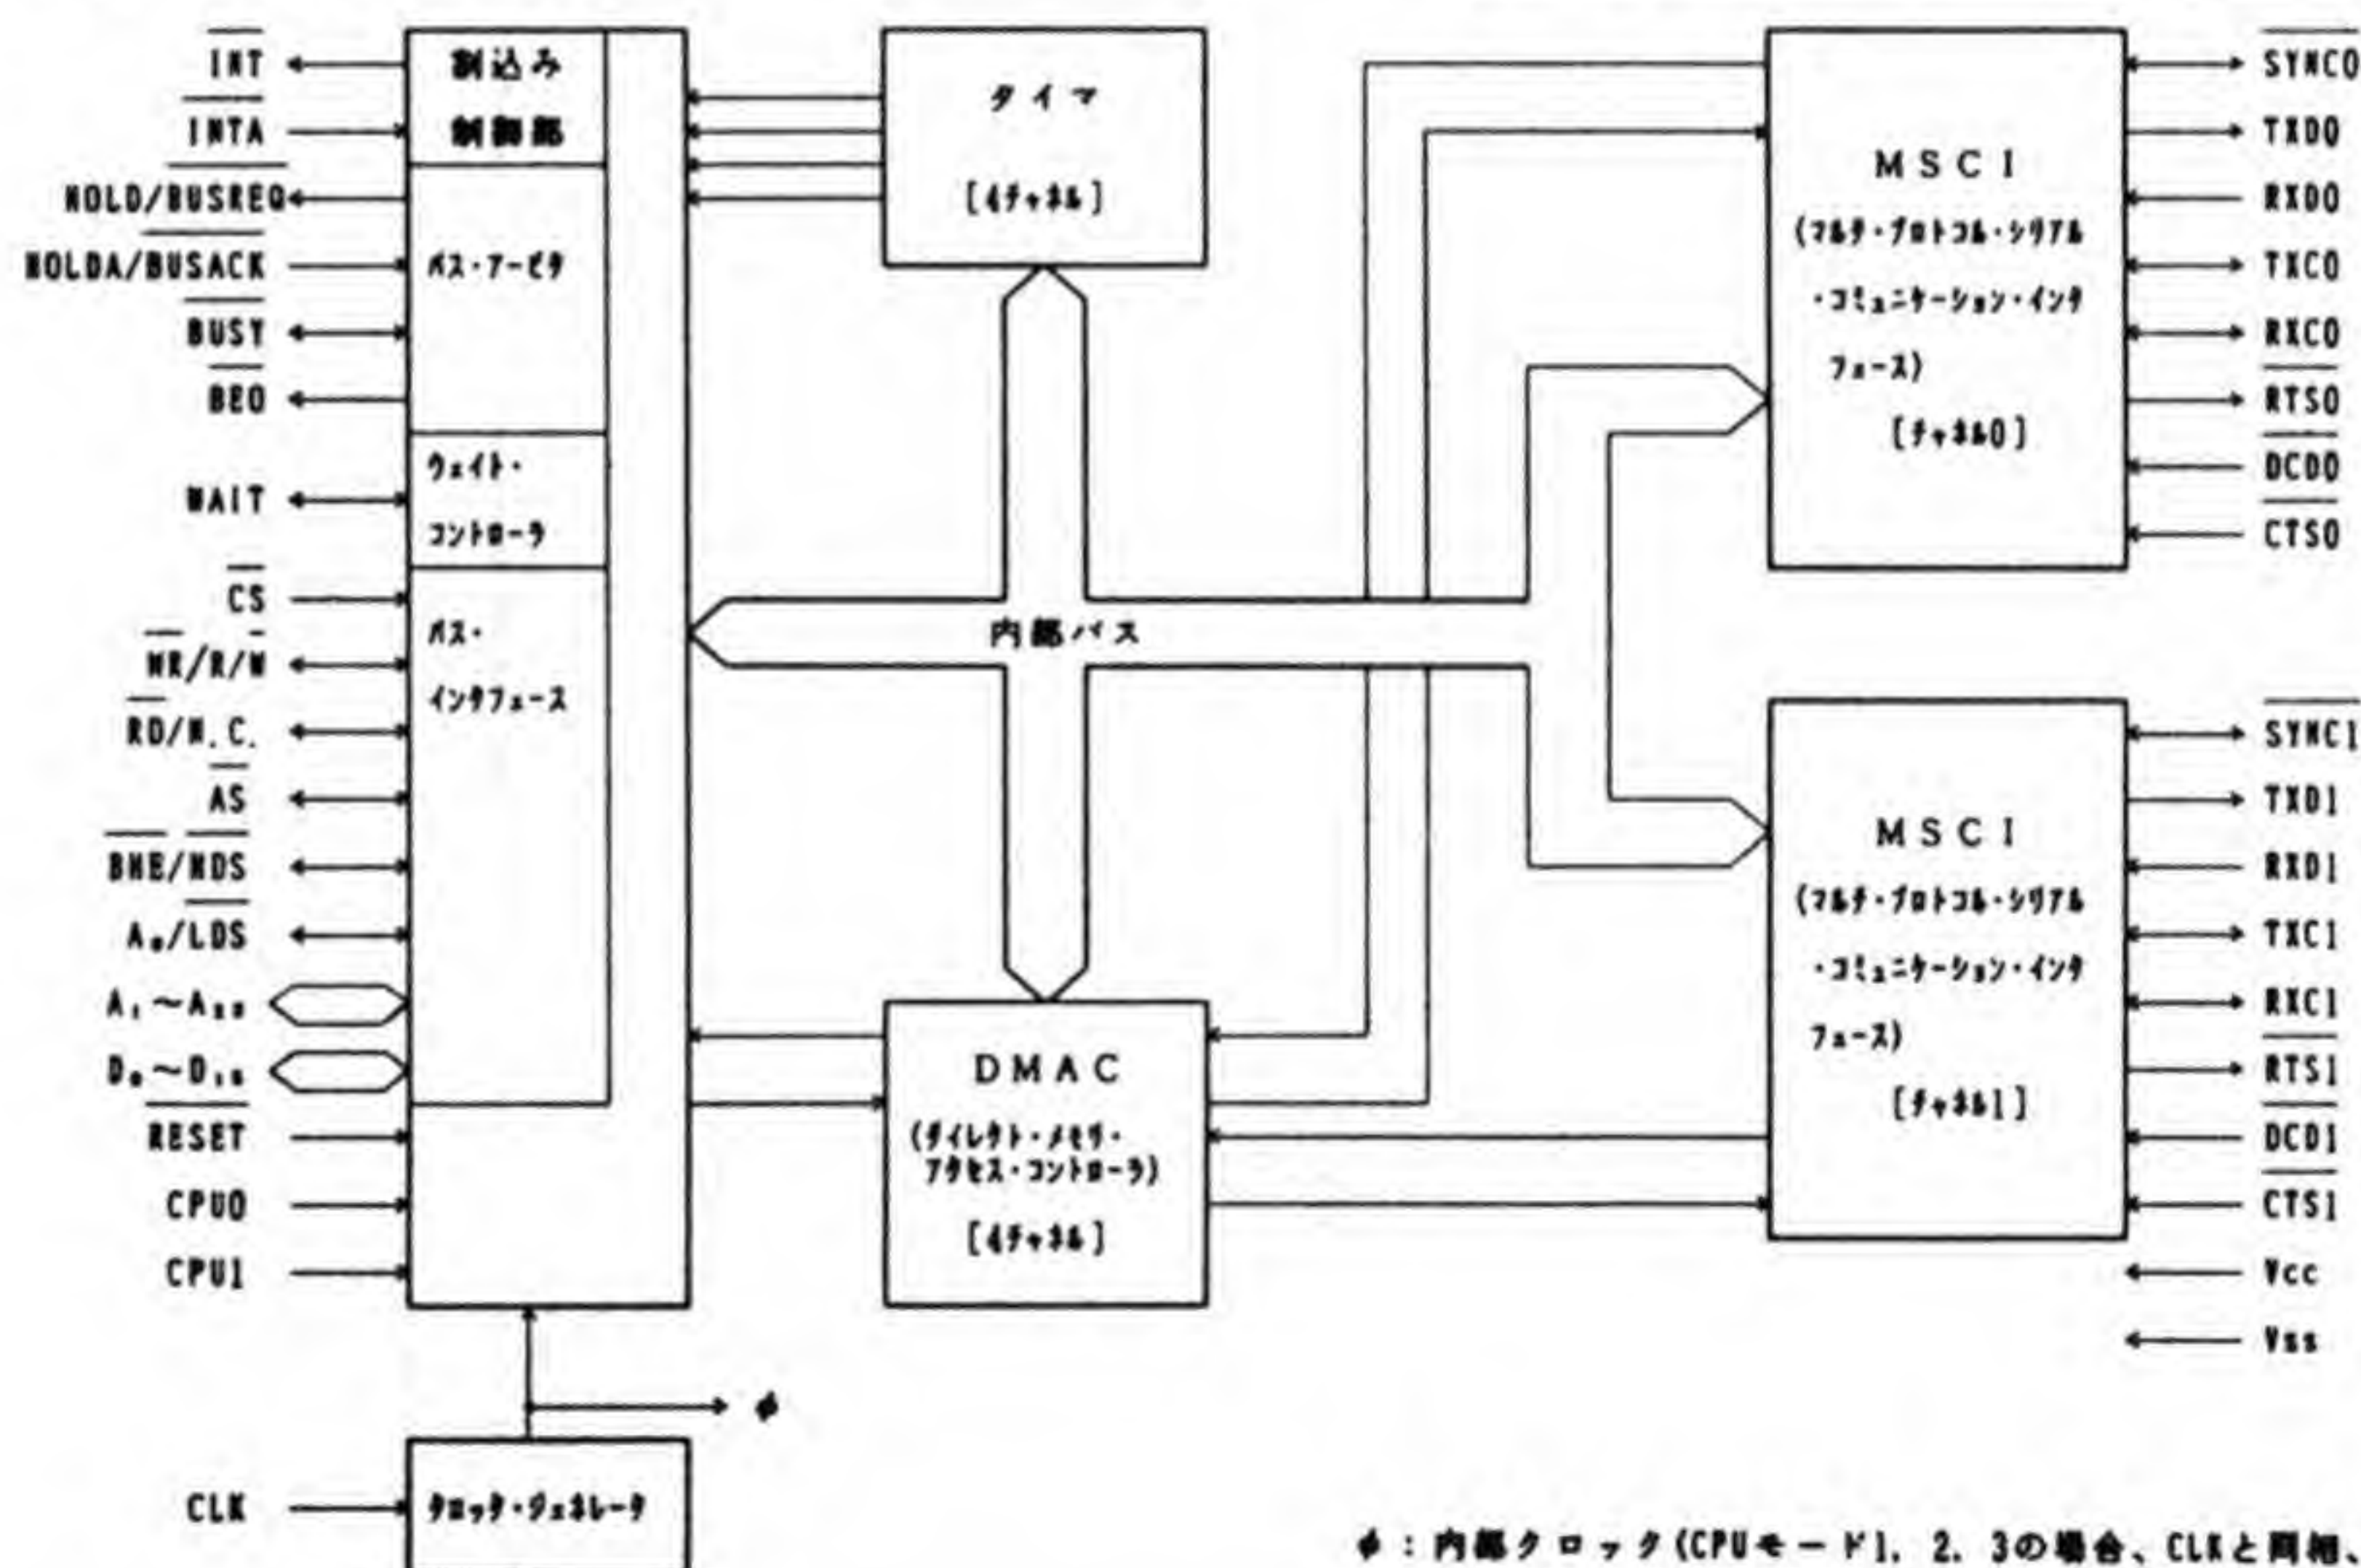 INT
INTA
HOLD/BUSREQ
HOLDA/BUSACK
BUSY
BEO
WAIT
CS
WR/R/W
RD/N.C.
AS
BHE/HDS
A₀/LDS
A₁～A₂₃
D₀～D₁₅
RESET
CPU0
CPU1
CLK
割込み
制御部
バス・アービタ
ウェイト・
コントローラ
バス・
インタフェース
φ
クロック・ジェネレータ
タイマ
[4チャネル]
内部バス
DMAC
(ダイレクト・メモリ・
アクセス・コントローラ)
[4チャネル]
MSCI
(マルチ・プロトコル・シリアル
・コミュニケーション・インタ
フェース)
[チャネル0]
MSCI
(マルチ・プロトコル・シリアル
・コミュニケーション・インタ
フェース)
[チャネル1]
SYNC0
TXD0
RXD0
TXC0
RXC0
RTS0
DCD0
CTS0
SYNC1
TXD1
RXD1
TXC1
RXC1
RTS1
DCD1
CTS1
Vcc
Vss
φ：内部クロック(CPUモード1, 2, 3の場合、CLKと同相、